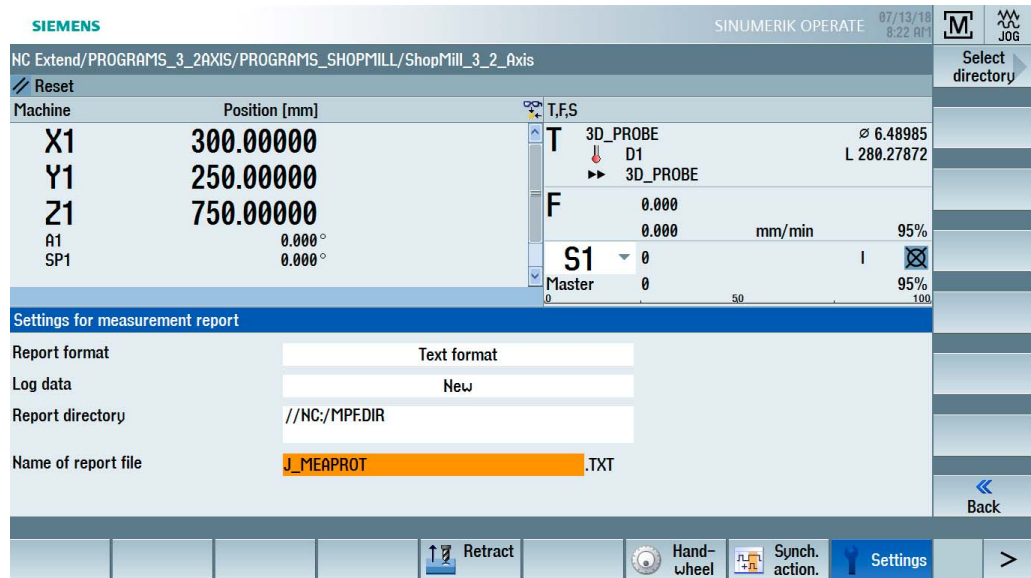 SIEMENS
SINUMERIK OPERATE 07/13/18 8:22 AM
M
JOG
NC Extend/PROGRAMS_3_2AXIS/PROGRAMS_SHOPMILL/ShopMill_3_2_Axis
Select directory
// Reset
Machine Position [mm]
X1 300.00000
Y1 250.00000
Z1 750.00000
A1 0.000 °
SP1 0.000 °
T,F,S
T 3D_PROBE ⌀ 6.48985
D1 L 280.27872
3D_PROBE
F 0.000
0.000 mm/min 95%
S1 0 I
Master 0 95%
0 50 100
Settings for measurement report
Report format Text format
Log data New
Report directory //NC:/MPF.DIR
Name of report file J_MEAPROT .TXT
Back
Retract
Hand-wheel
Synch. action.
Settings
>